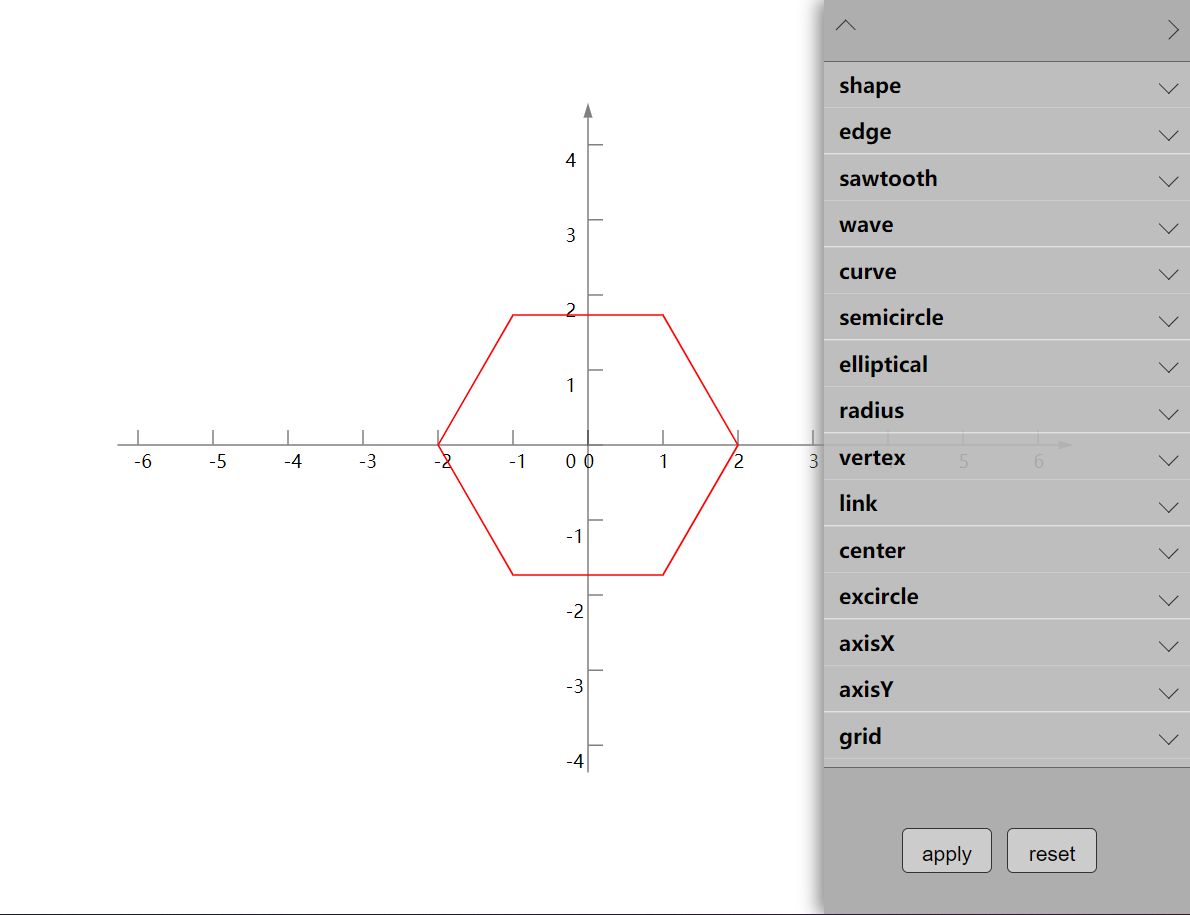 shape
edge
sawtooth
wave
curve
semicircle
elliptical
radius
vertex
link
center
excircle
axisX
axisY
grid
apply reset
4
3
2
1
-6 -5 -4 -3 -2 -1 0 0 1 2 3 5 6
-1
-2
-3
-4